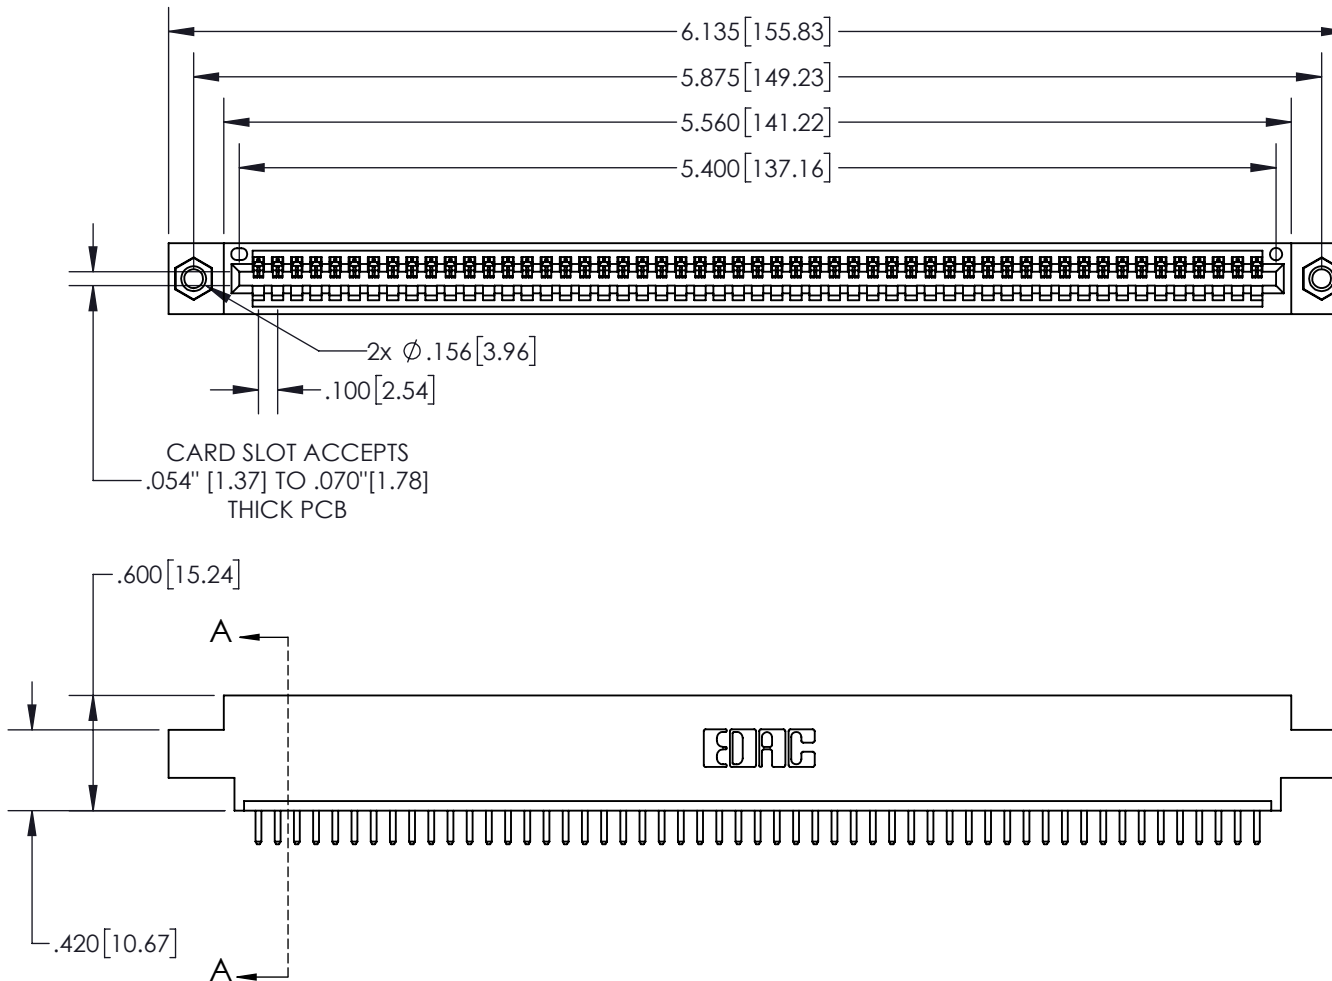 6.135[155.83]
5.875[149.23]
5.560[141.22]
5.400[137.16]
2x Ø.156[3.96]
.100[2.54]
CARD SLOT ACCEPTS
.054" [1.37] TO .070"[1.78]
THICK PCB
.600[15.24]
A
EDAC
.420[10.67]
A